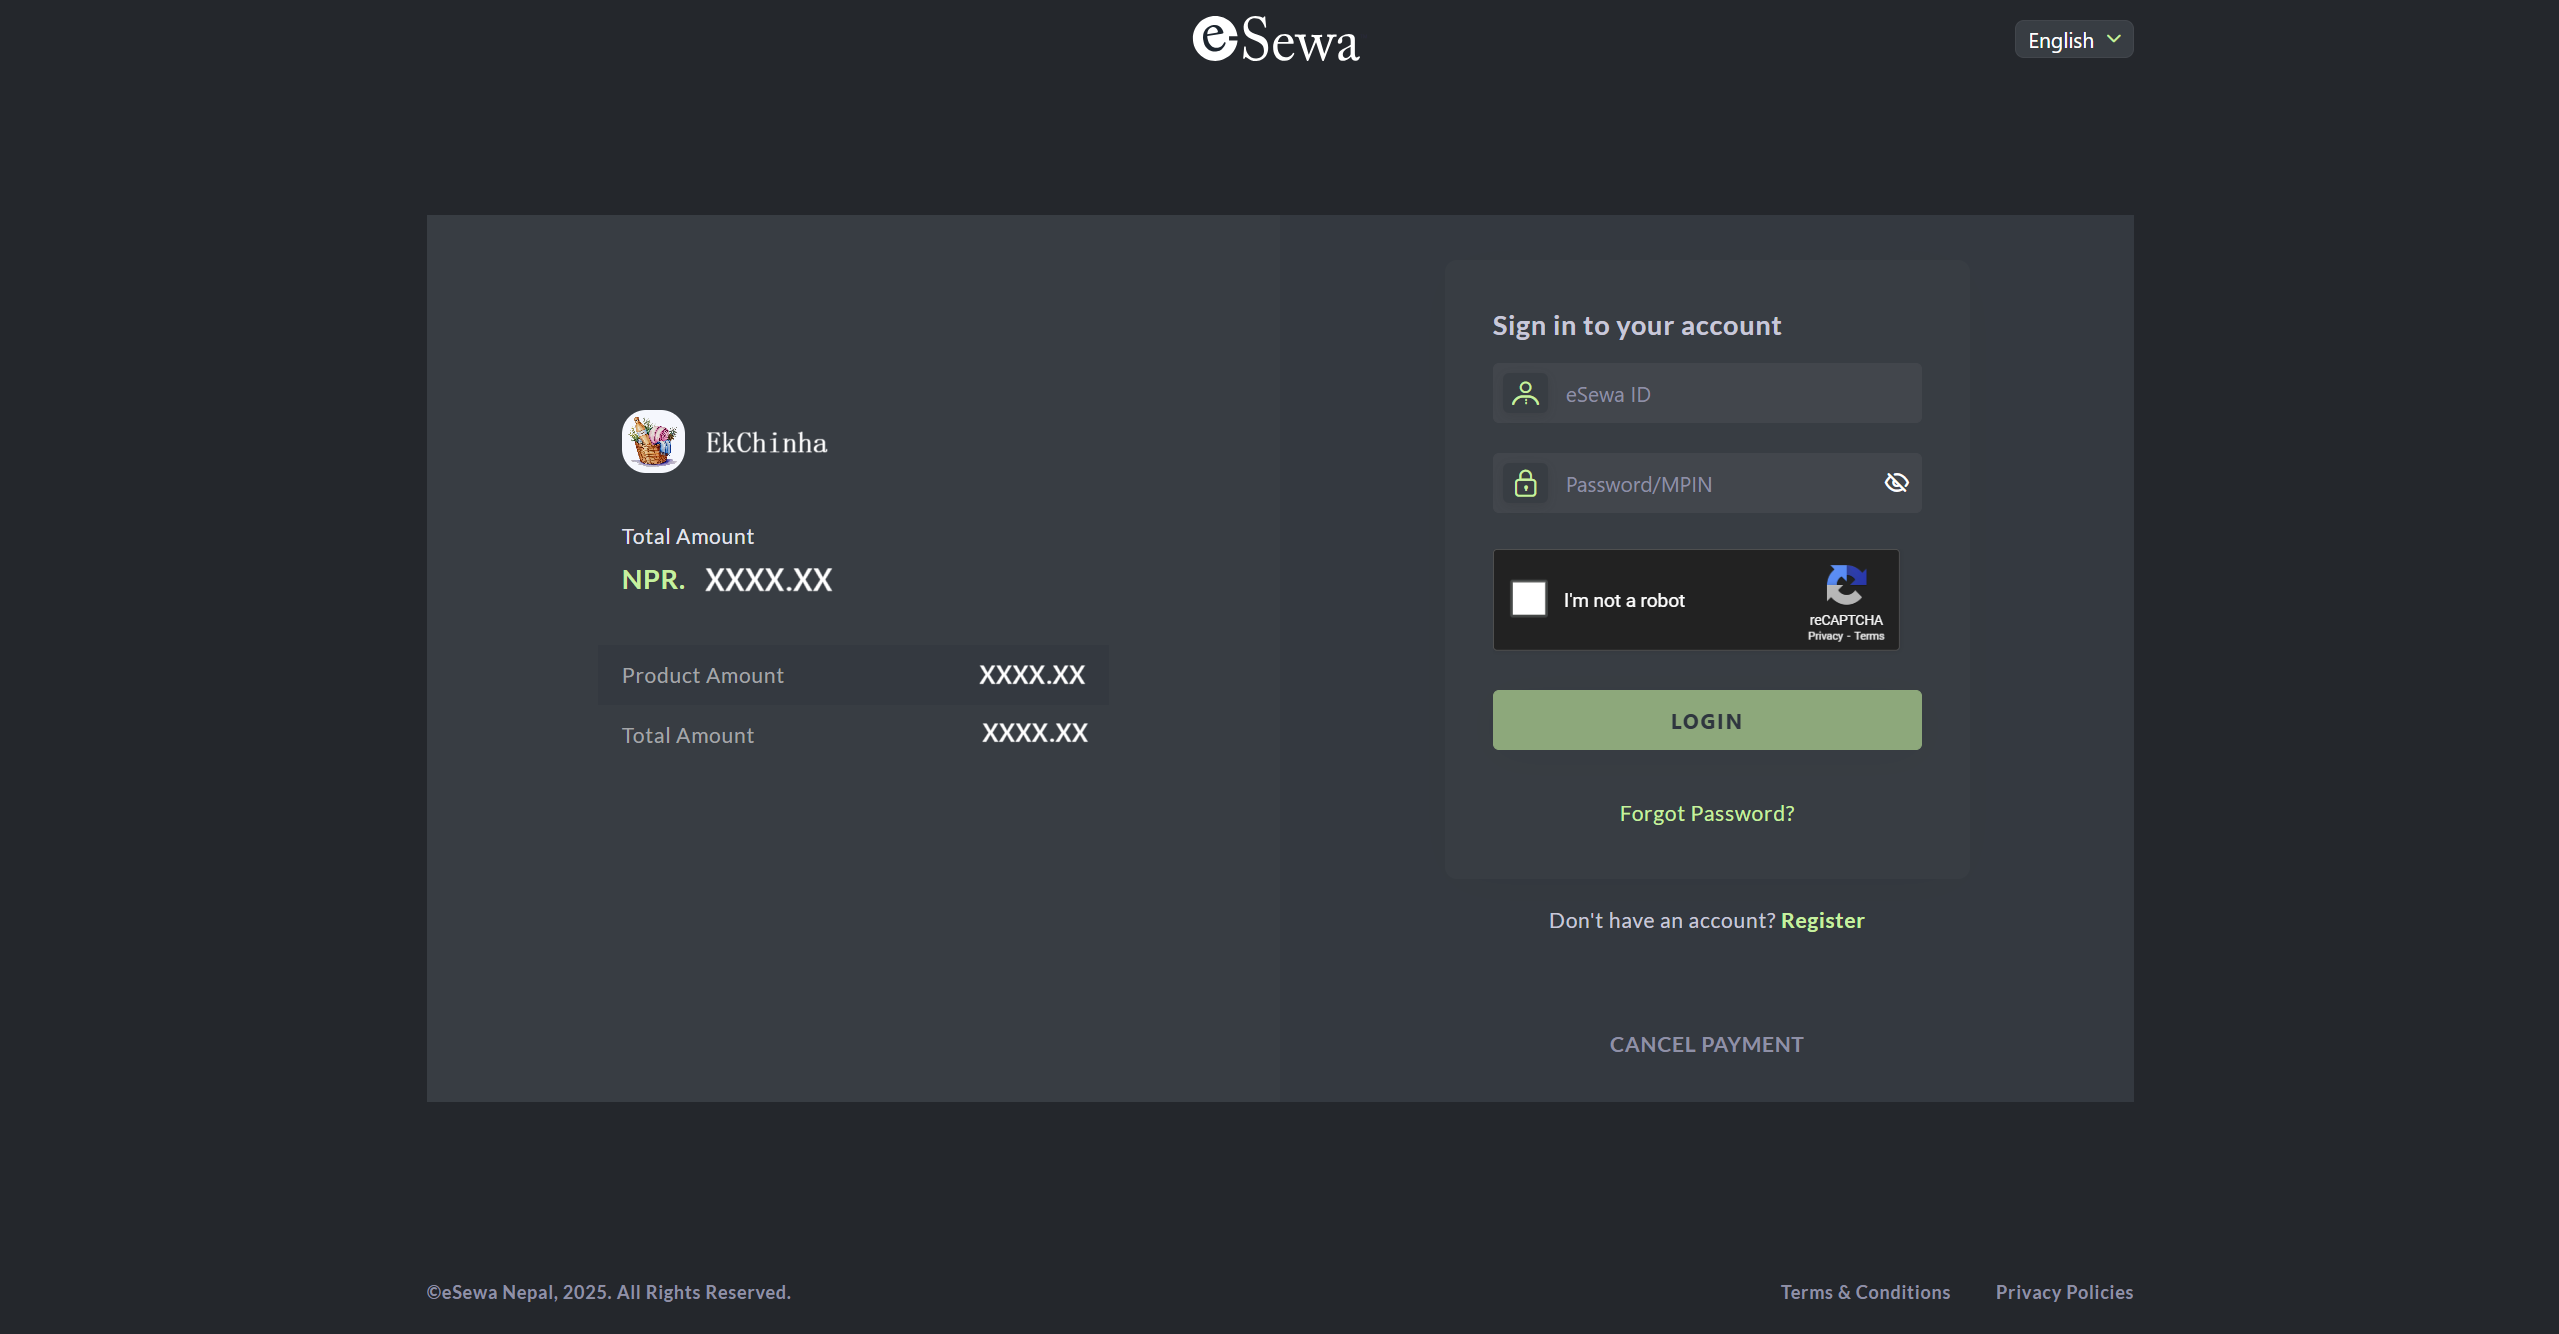 eSewa
English
EkChinha
Total Amount
NPR. XXXX.XX
Product Amount XXXX.XX
Total Amount XXXX.XX
Sign in to your account
eSewa ID
Password/MPIN
I'm not a robot
reCAPTCHA
Privacy - Terms
LOGIN
Forgot Password?
Don't have an account? Register
CANCEL PAYMENT
©eSewa Nepal, 2025. All Rights Reserved.
Terms & Conditions Privacy Policies